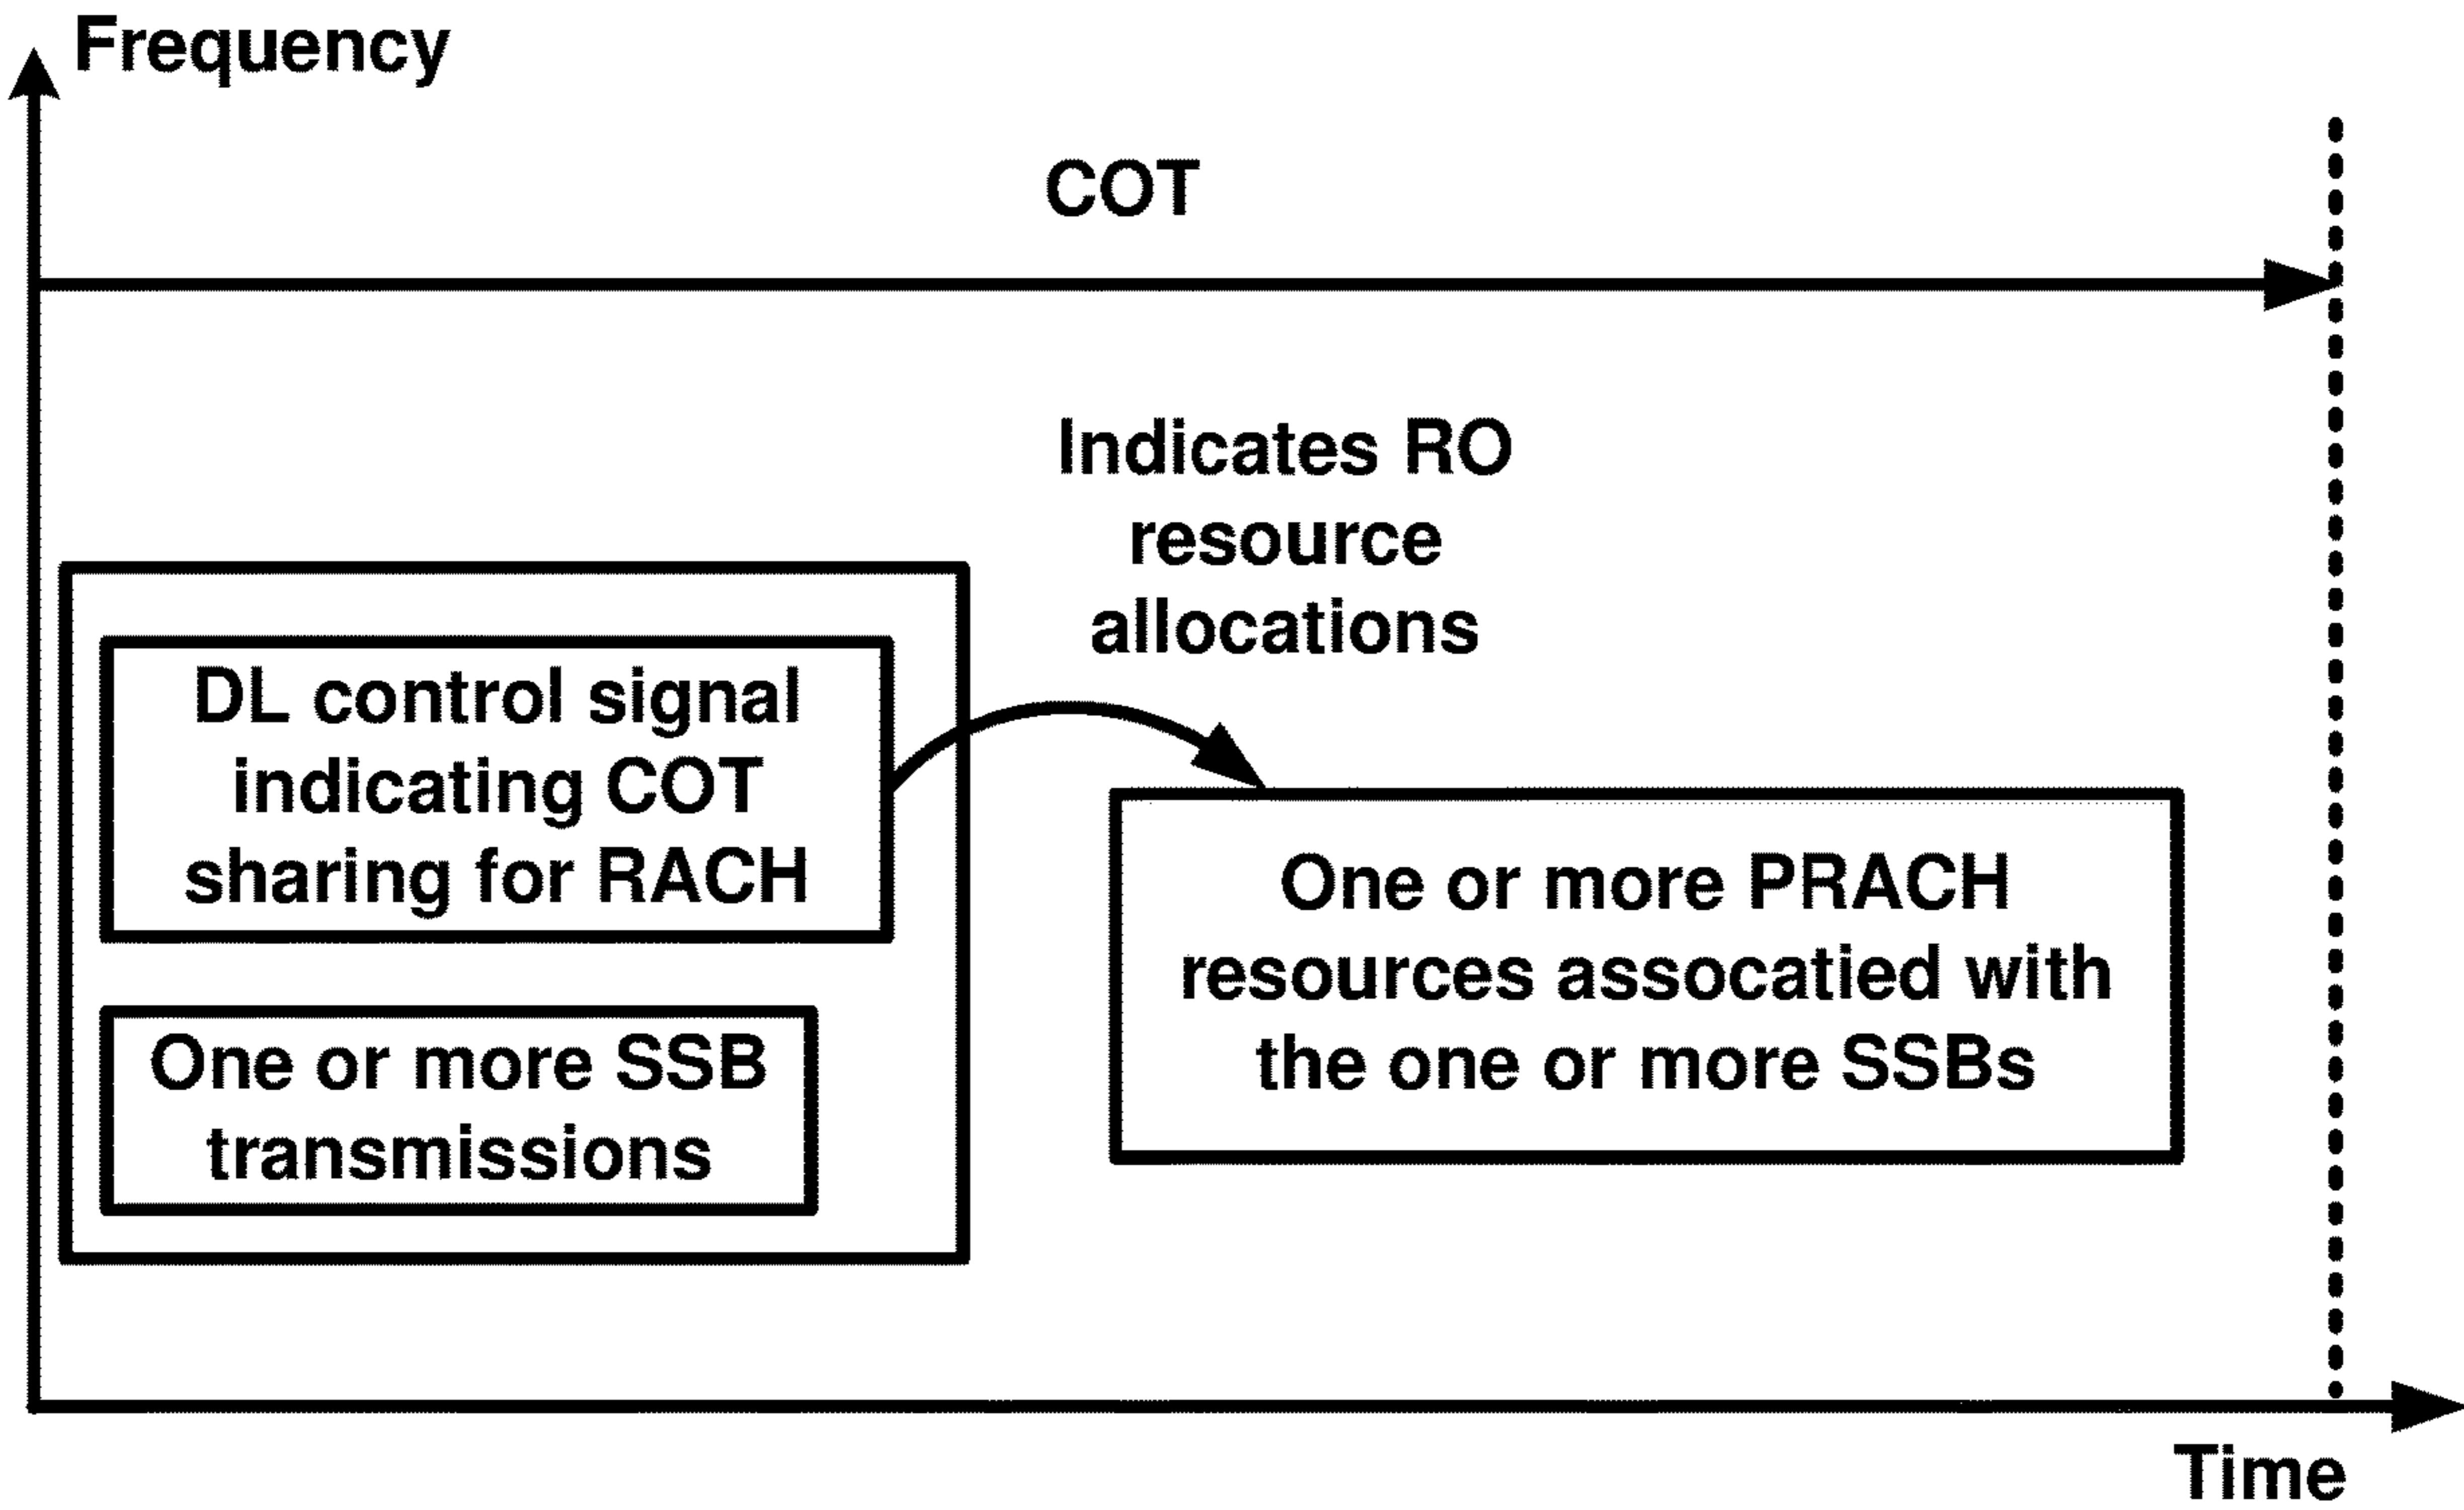 Frequency
COT
Indicates RO
resource
allocations
DL control signal
indicating COT
sharing for RACH
One or more SSB
transmissions
One or more PRACH
resources assocatied with
the one or more SSBs
Time